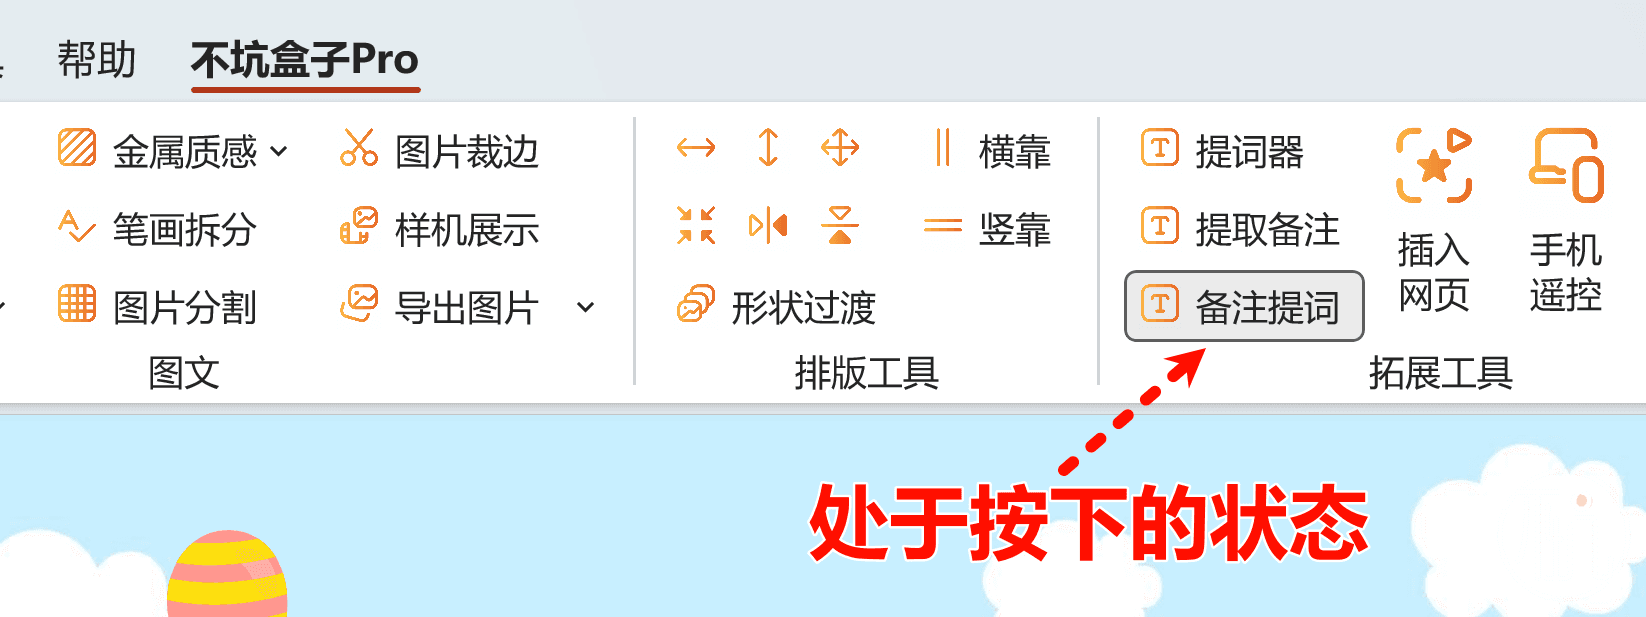 帮助 不坑盒子Pro
金属质感 图片裁边 横靠 提词器
笔画拆分 样机展示 竖靠 提取备注
图片分割 导出图片 形状过渡 备注提词
插入网页 手机遥控
图文 排版工具 拓展工具
处于按下的状态